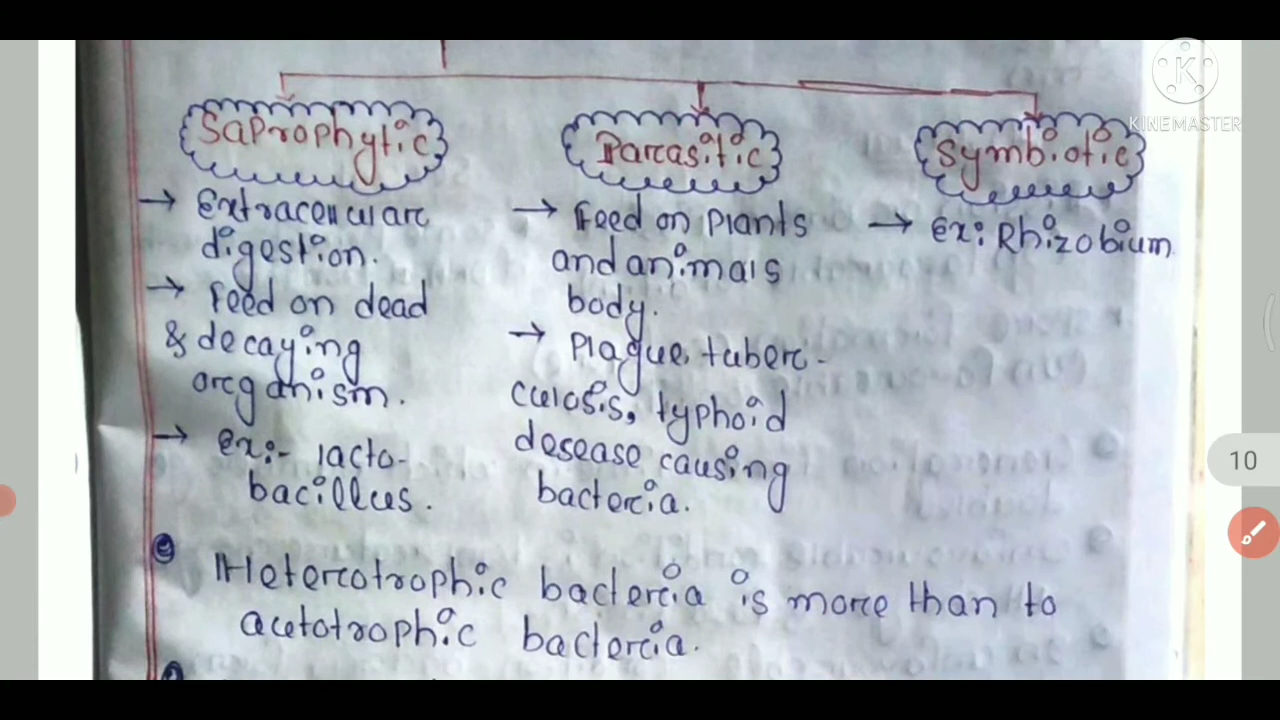 Saprophytic
Parasitic
Symbiotic
→ Extracellular
digestion.
→ Feed on dead
& decaying
organism.
→ Ex:- lacto-
bacillus.
→ Feed on Plants
and animals
body.
→ Plague, tuber-
culosis, typhoid
desease causing
bacteria.
→ Ex: Rhizobium
Heterotrophic bacteria is more than to
autotrophic bacteria.
KINEMASTER
10